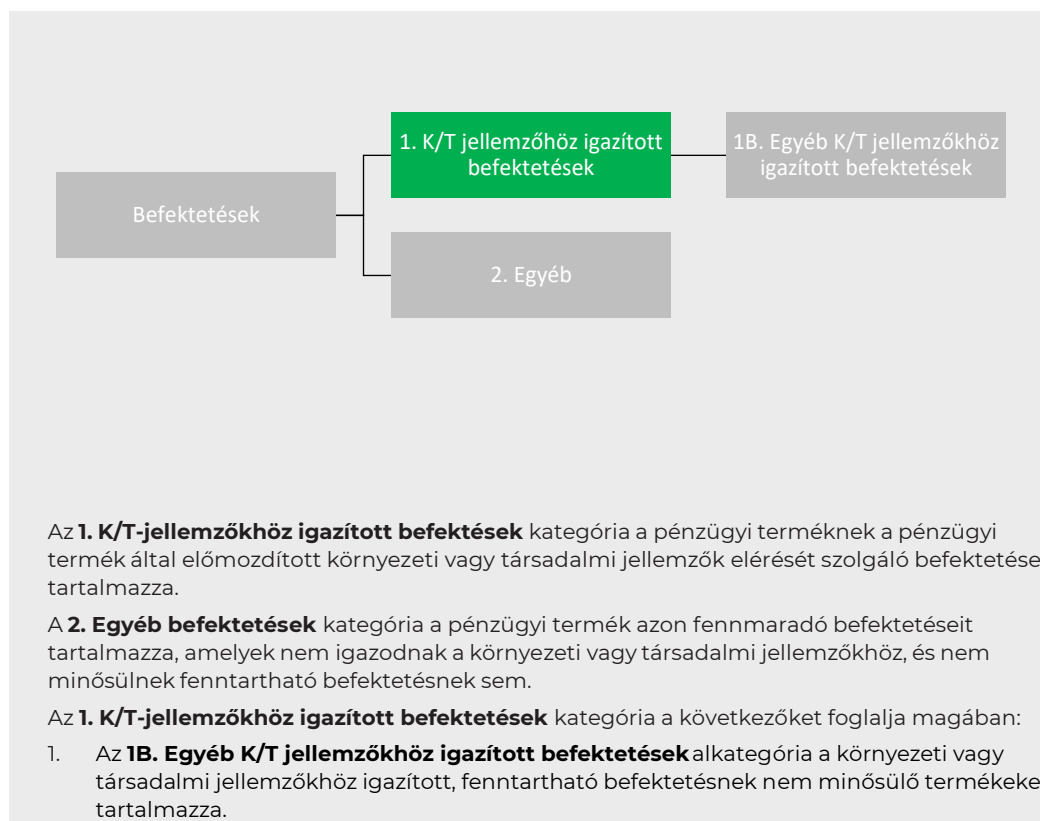 1. K/T jellemzőhöz igazított
befektetések
1B. Egyéb K/T jellemzőkhöz
igazított befektetések
Befektetések
2. Egyéb
Az 1. K/T-jellemzőkhöz igazított befektések kategória a pénzügyi terméknek a pénzügyi
termék által előmozdított környezeti vagy társadalmi jellemzők elérését szolgáló befektetése
tartalmazza.
A 2. Egyéb befektetések kategória a pénzügyi termék azon fennmaradó befektetéseit
tartalmazza, amelyek nem igazodnak a környezeti vagy társadalmi jellemzőkhöz, és nem
minősülnek fenntartható befektetésnek sem.
Az 1. K/T-jellemzőkhöz igazított befektetések kategória a következőket foglalja magában:
1. Az 1B. Egyéb K/T jellemzőkhöz igazított befektetések alkategória a környezeti vagy
társadalmi jellemzőkhöz igazított, fenntartható befektetésnek nem minősülő termékeke
tartalmazza.